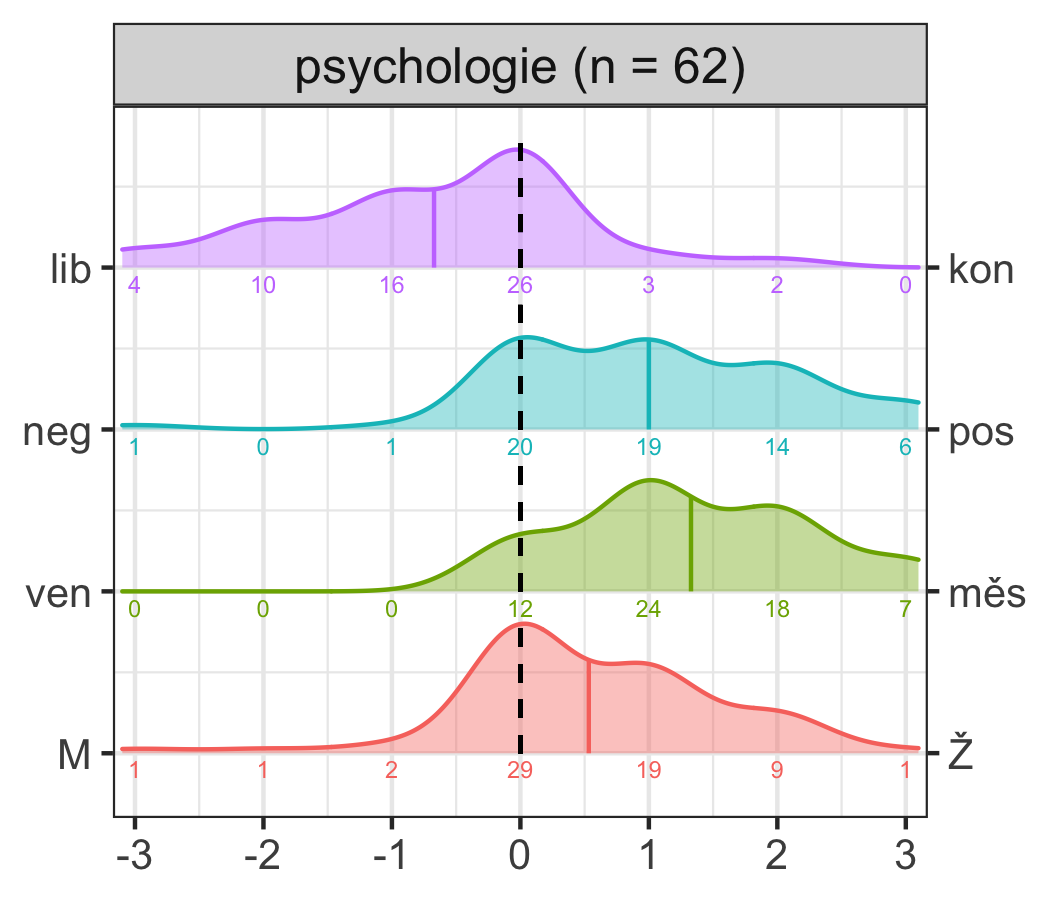 psychologie (n = 62)
lib kon
4 10 16 26 3 2 0
neg pos
1 0 1 20 19 14 6
ven měs
0 0 0 12 24 18 7
M Ž
1 1 2 29 19 9 1
-3 -2 -1 0 1 2 3